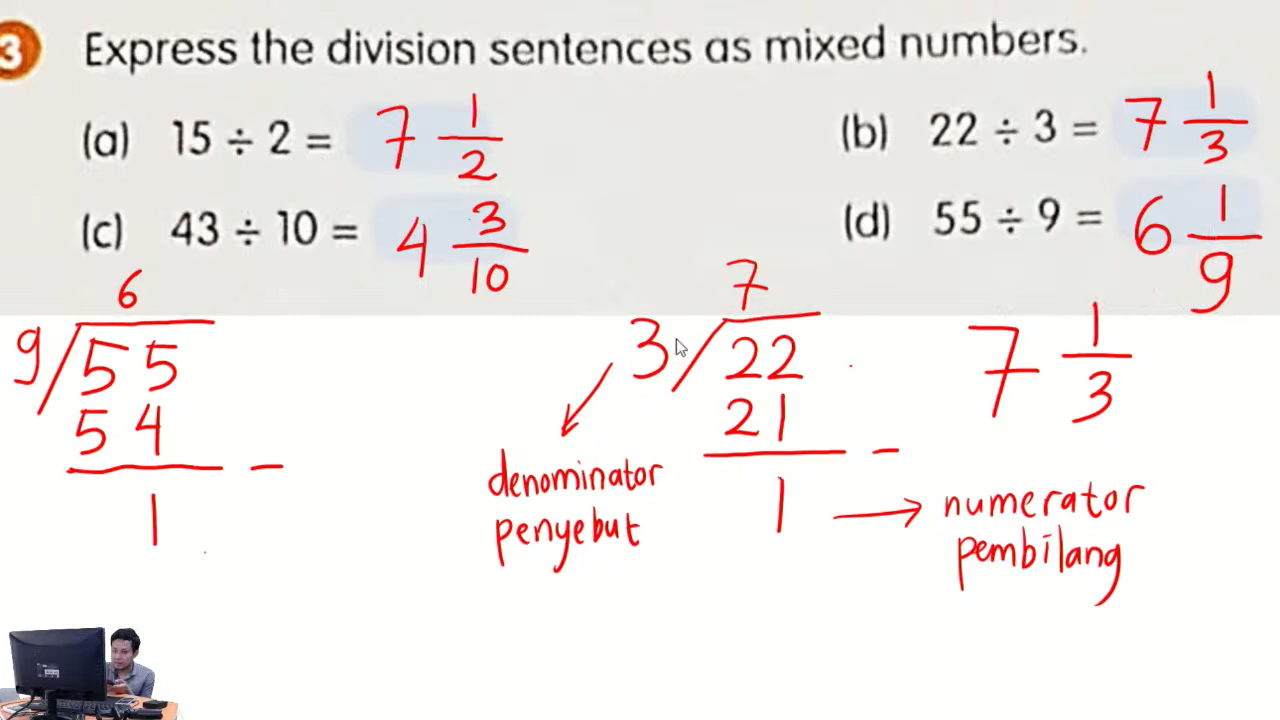 3 Express the division sentences as mixed numbers.
(a) 15 ÷ 2 = 7 1/2
(b) 22 ÷ 3 = 7 1/3
(c) 43 ÷ 10 = 4 3/10
(d) 55 ÷ 9 = 6 1/9
6
9 55
54
—
1
7
3 22
21
—
1
7 1/3
denominator
penyebut
numerator
pembilang